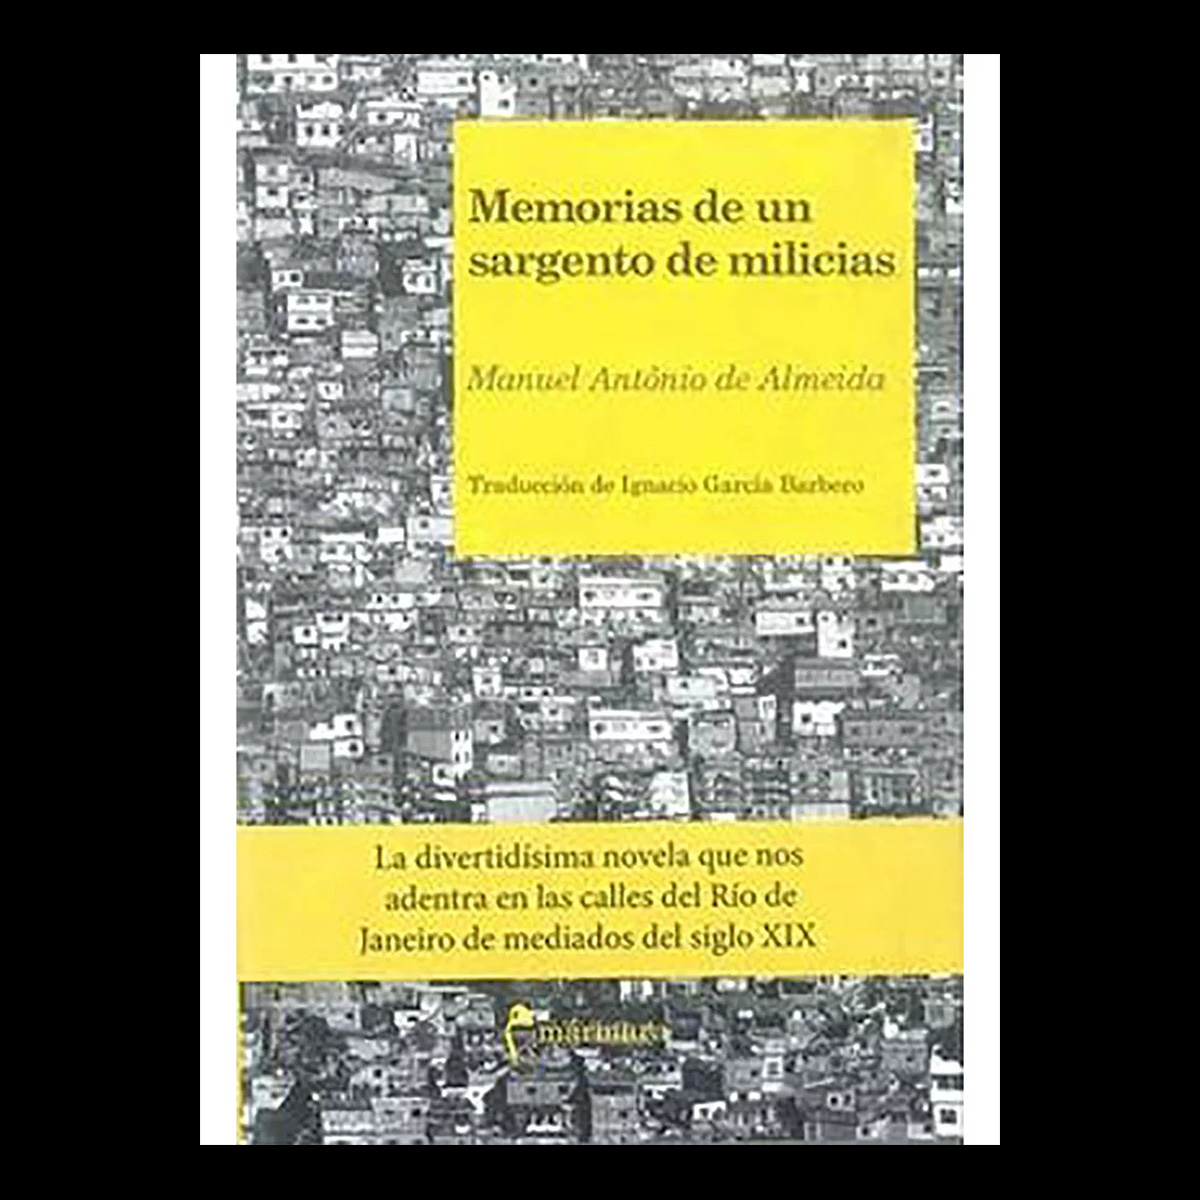 Memorias de un
sargento de milicias
Manuel Antônio de Almeida
Traducción de Ignacio García Barbero
La divertidísima novela que nos
adentra en las calles del Río de
Janeiro de mediados del siglo XIX